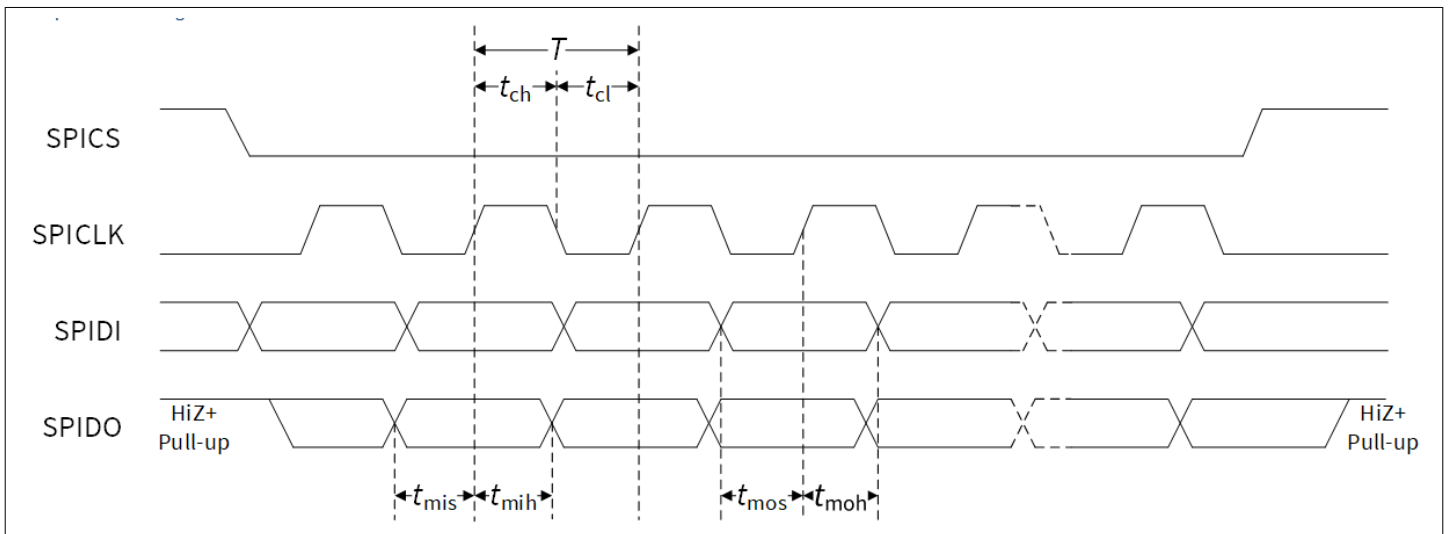 T
tch tcl
SPICS
SPICLK
SPIDI
SPIDO
HiZ+
Pull-up
HiZ+
Pull-up
tmis tmih tmos tmoh